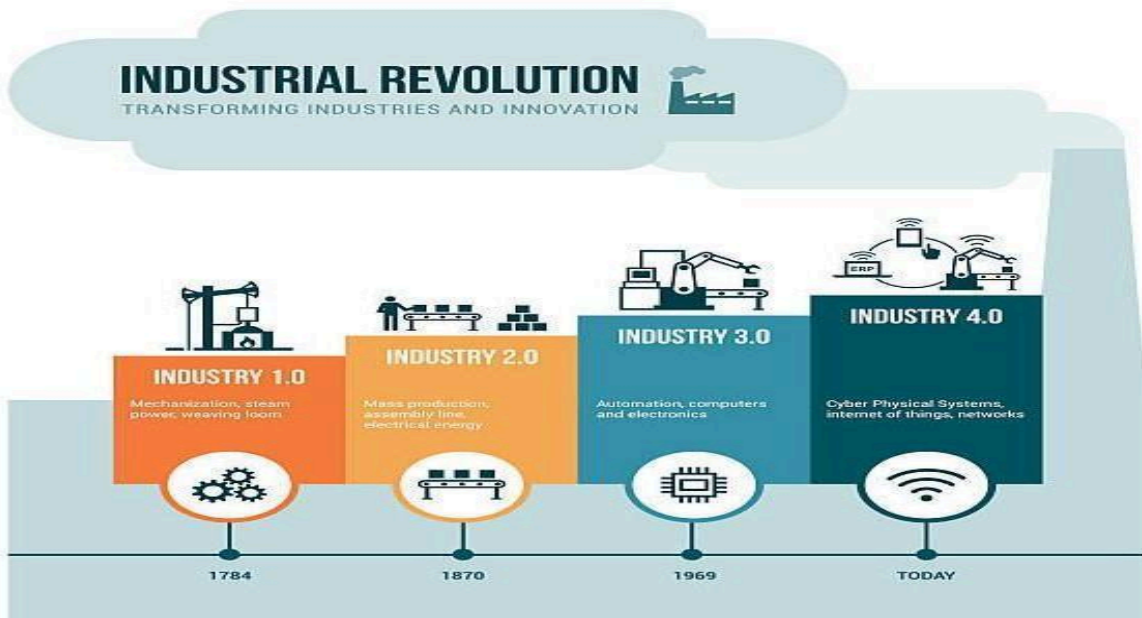 INDUSTRIAL REVOLUTION
TRANSFORMING INDUSTRIES AND INNOVATION
INDUSTRY 1.0
Mechanization, steam
power, weaving loom
INDUSTRY 2.0
Mass production,
assembly line,
electrical energy
INDUSTRY 3.0
Automation, computers
and electronics
ERP
INDUSTRY 4.0
Cyber Physical Systems,
internet of things, networks
1784
1870
1969
TODAY